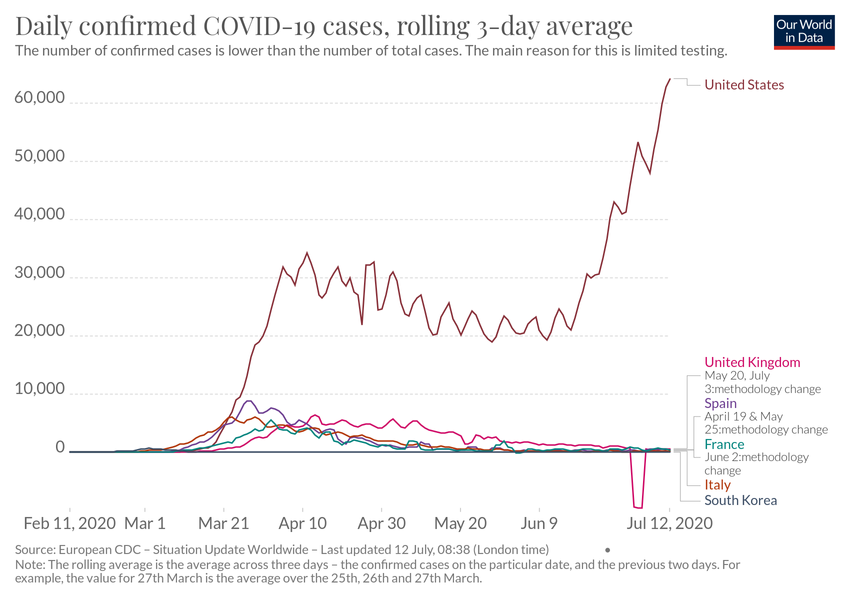 Daily confirmed COVID-19 cases, rolling 3-day average
The number of confirmed cases is lower than the number of total cases. The main reason for this is limited testing.
Our World
in Data
60,000
50,000
40,000
30,000
20,000
10,000
0
United States
United Kingdom
May 20, July
3:methodology change
Spain
April 19 & May
25:methodology change
France
June 2:methodology
change
Italy
South Korea
Feb 11, 2020
Mar 1
Mar 21
Apr 10
Apr 30
May 20
Jun 9
Jul 12, 2020
Source: European CDC – Situation Update Worldwide – Last updated 12 July, 08:38 (London time)
Note: The rolling average is the average across three days – the confirmed cases on the particular date, and the previous two days. For
example, the value for 27th March is the average over the 25th, 26th and 27th March.